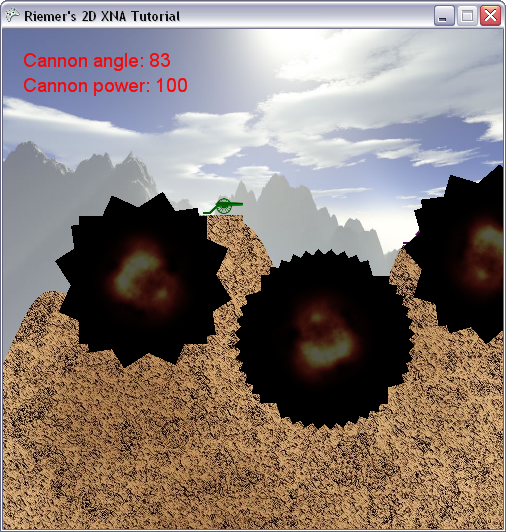 Riemer's 2D XNA Tutorial
Cannon angle: 83
Cannon power: 100